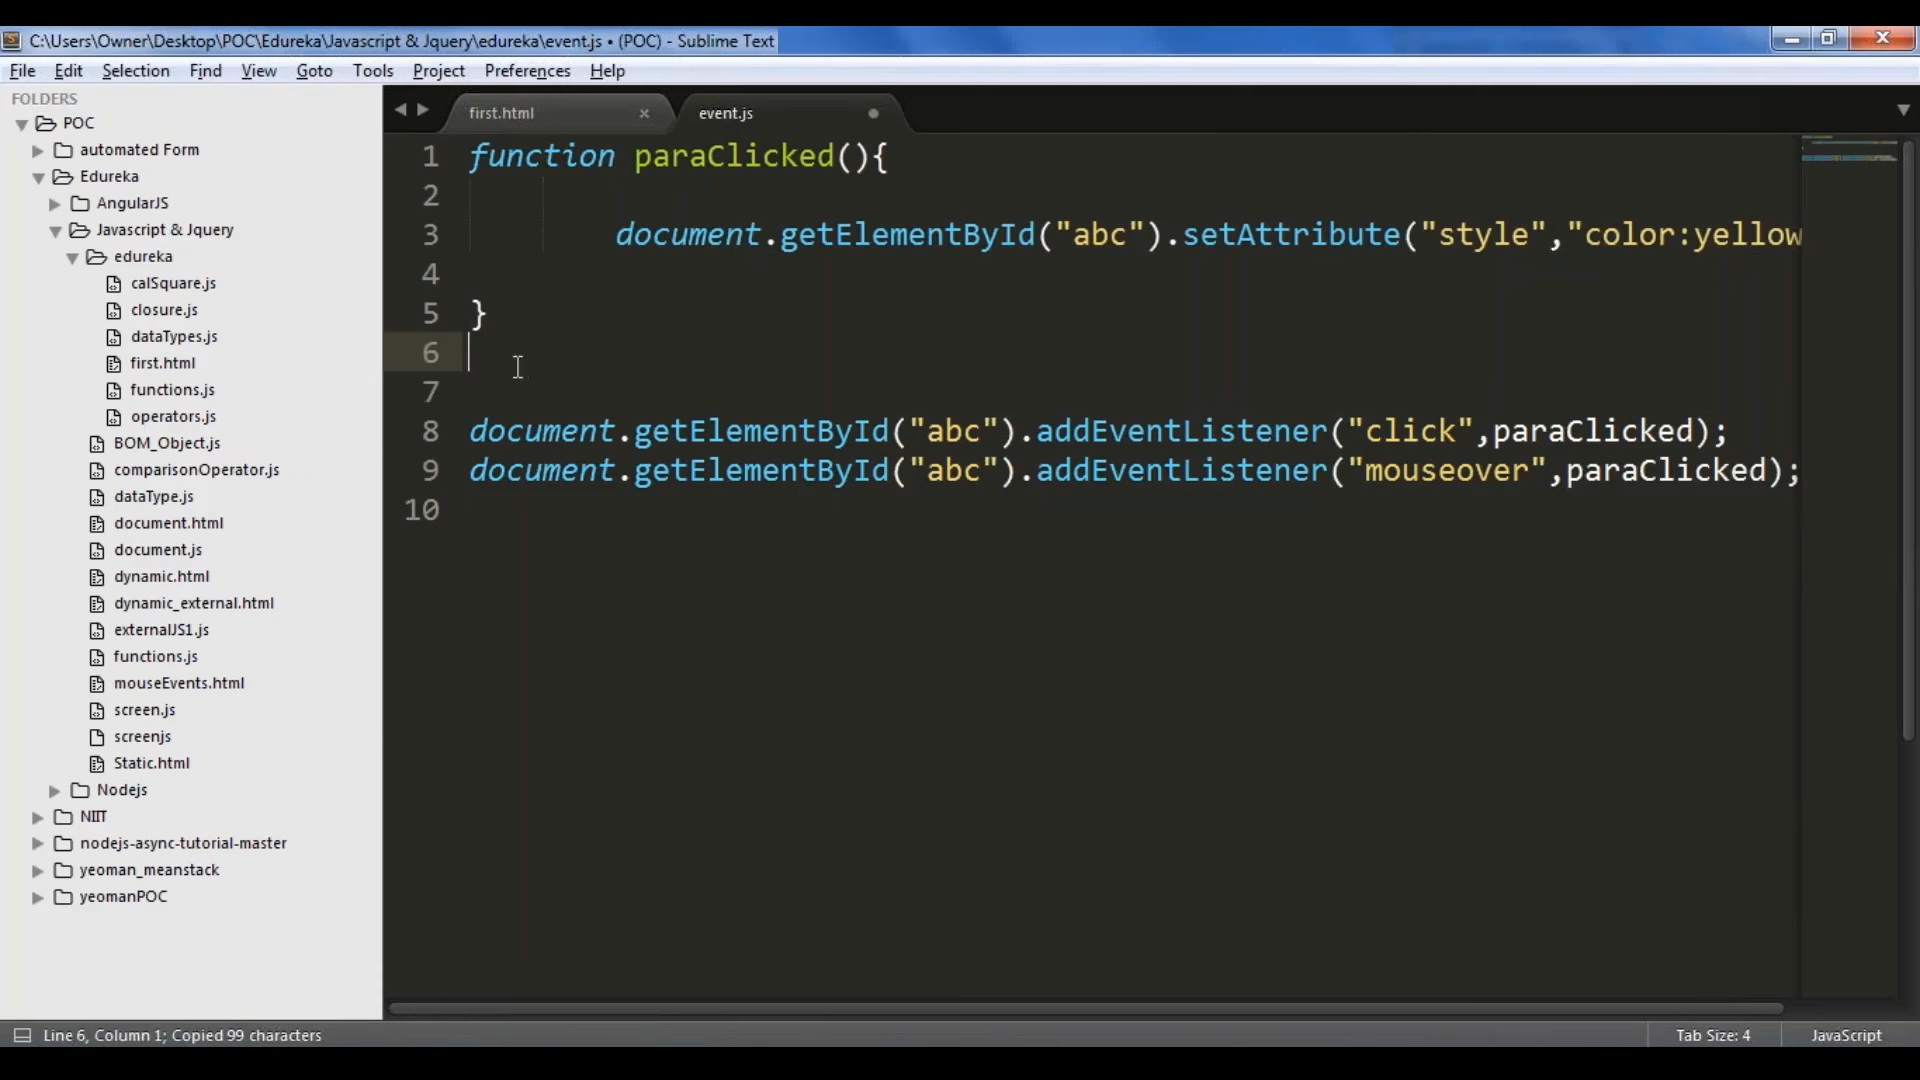 C:\Users\Owner\Desktop\POC\Edureka\Javascript & Jquery\edureka\event.js • (POC) - Sublime Text
File Edit Selection Find View Goto Tools Project Preferences Help
FOLDERS
POC
automated Form
Edureka
AngularJS
Javascript & Jquery
edureka
calSquare.js
closure.js
dataTypes.js
first.html
functions.js
operators.js
BOM_Object.js
comparisonOperator.js
dataType.js
document.html
document.js
dynamic.html
dynamic_external.html
externalJS1.js
functions.js
mouseEvents.html
screen.js
screenjs
Static.html
Nodejs
NIIT
nodejs-async-tutorial-master
yeoman_meanstack
yeomanPOC
first.html event.js
1 function paraClicked(){
2
3 document.getElementById("abc").setAttribute("style","color:yellow
4
5 }
6
7
8 document.getElementById("abc").addEventListener("click",paraClicked);
9 document.getElementById("abc").addEventListener("mouseover",paraClicked);
10
Line 6, Column 1; Copied 99 characters
Tab Size: 4
JavaScript